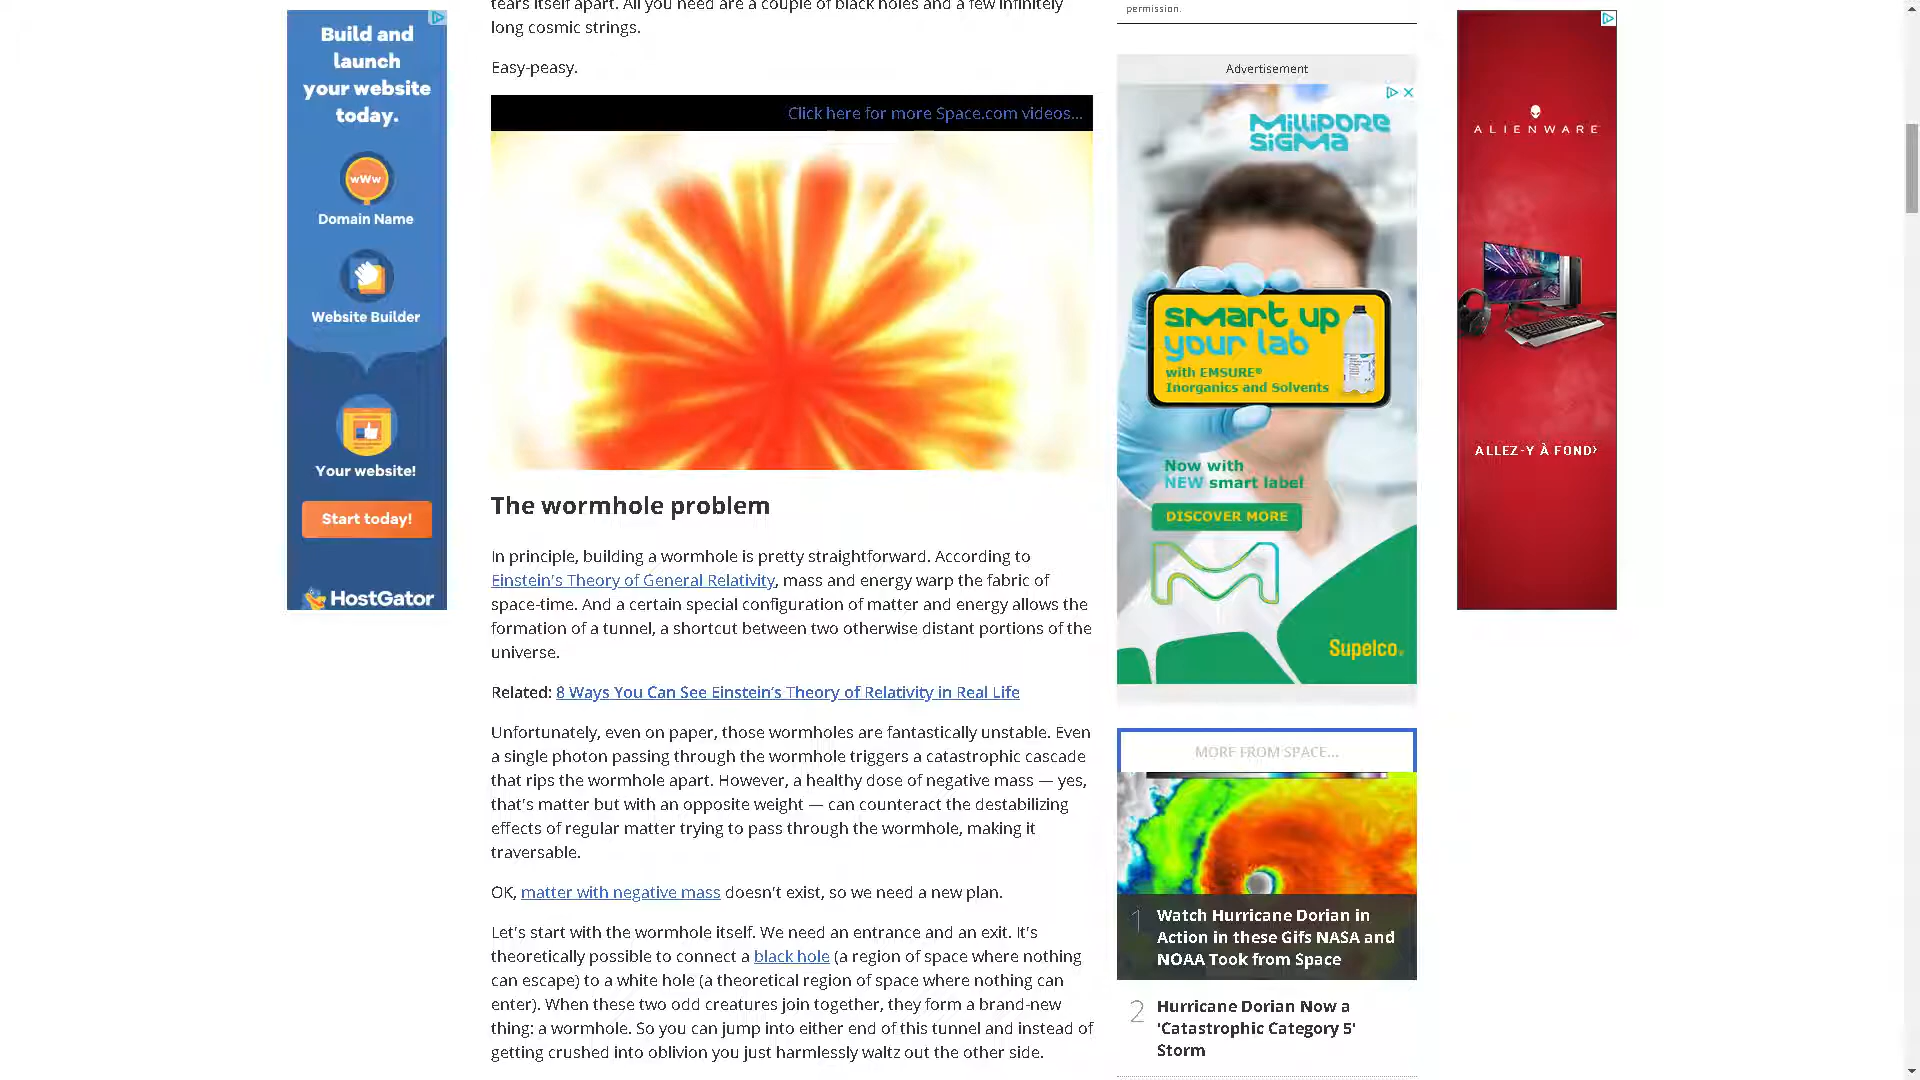 tears itself apart. All you need are a couple of black holes and a few infinitely
long cosmic strings.
Easy-peasy.
Click here for more Space.com videos...
The wormhole problem
In principle, building a wormhole is pretty straightforward. According to
Einstein's Theory of General Relativity, mass and energy warp the fabric of
space-time. And a certain special configuration of matter and energy allows the
formation of a tunnel, a shortcut between two otherwise distant portions of the
universe.
Related: 8 Ways You Can See Einstein's Theory of Relativity in Real Life
Unfortunately, even on paper, those wormholes are fantastically unstable. Even
a single photon passing through the wormhole triggers a catastrophic cascade
that rips the wormhole apart. However, a healthy dose of negative mass — yes,
that's matter but with an opposite weight — can counteract the destabilizing
effects of regular matter trying to pass through the wormhole, making it
traversable.
OK, matter with negative mass doesn't exist, so we need a new plan.
Let's start with the wormhole itself. We need an entrance and an exit. It's
theoretically possible to connect a black hole (a region of space where nothing
can escape) to a white hole (a theoretical region of space where nothing can
enter). When these two odd creatures join together, they form a brand-new
thing: a wormhole. So you can jump into either end of this tunnel and instead of
getting crushed into oblivion you just harmlessly waltz out the other side.
Build and
launch
your website
today.
wWw
Domain Name
Website Builder
Your website!
Start today!
HostGator
permission.
Advertisement
Millipore
Sigma
smart up
your lab
with EMSURE®
Inorganics and Solvents
Now with
NEW smart label
DISCOVER MORE
Supelco®
MORE FROM SPACE...
1
Watch Hurricane Dorian in
Action in these Gifs NASA and
NOAA Took from Space
2
Hurricane Dorian Now a
'Catastrophic Category 5'
Storm
ALIENWARE
ALLEZ-Y À FOND›